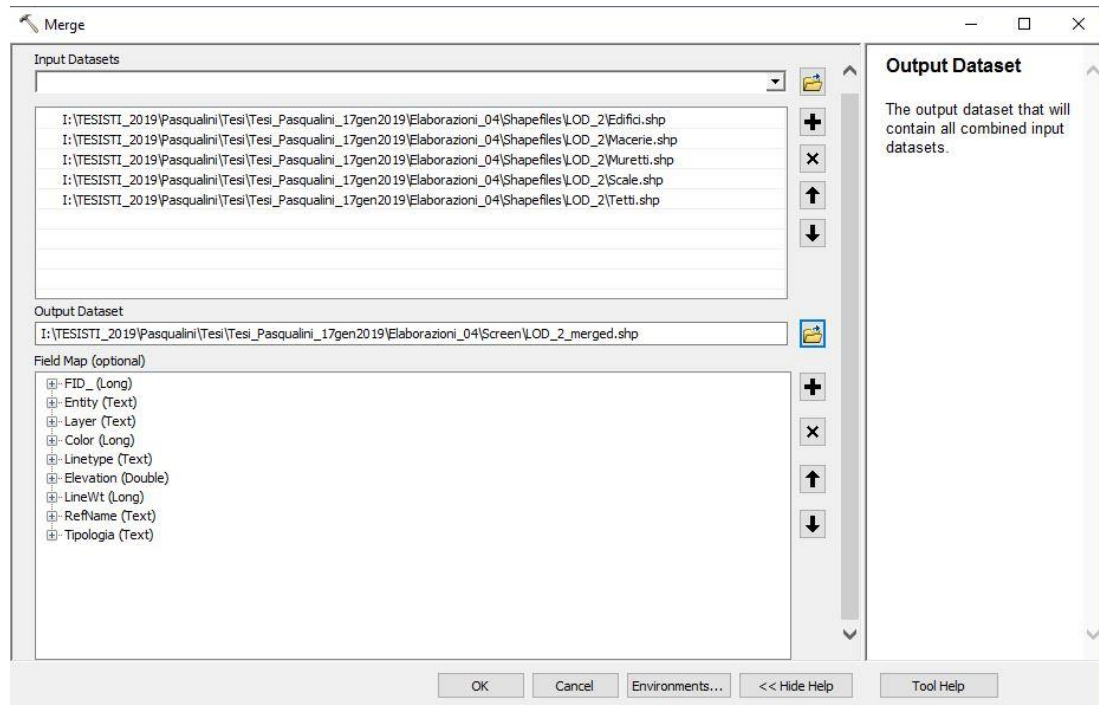 Merge
Input Datasets
I:\TESISTI_2019\Pasqualini\Tesi\Tesi_Pasqualini_17gen2019\Elaborazioni_04\Shapefiles\LOD_2\Edifici.shp
I:\TESISTI_2019\Pasqualini\Tesi\Tesi_Pasqualini_17gen2019\Elaborazioni_04\Shapefiles\LOD_2\Macerie.shp
I:\TESISTI_2019\Pasqualini\Tesi\Tesi_Pasqualini_17gen2019\Elaborazioni_04\Shapefiles\LOD_2\Muretti.shp
I:\TESISTI_2019\Pasqualini\Tesi\Tesi_Pasqualini_17gen2019\Elaborazioni_04\Shapefiles\LOD_2\Scale.shp
I:\TESISTI_2019\Pasqualini\Tesi\Tesi_Pasqualini_17gen2019\Elaborazioni_04\Shapefiles\LOD_2\Tetti.shp
Output Dataset
I:\TESISTI_2019\Pasqualini\Tesi\Tesi_Pasqualini_17gen2019\Elaborazioni_04\Screen\LOD_2_merged.shp
Field Map (optional)
FID_ (Long)
Entity (Text)
Layer (Text)
Color (Long)
Linetype (Text)
Elevation (Double)
LineWt (Long)
RefName (Text)
Tipologia (Text)
Output Dataset
The output dataset that will
contain all combined input
datasets.
OK
Cancel
Environments...
<< Hide Help
Tool Help